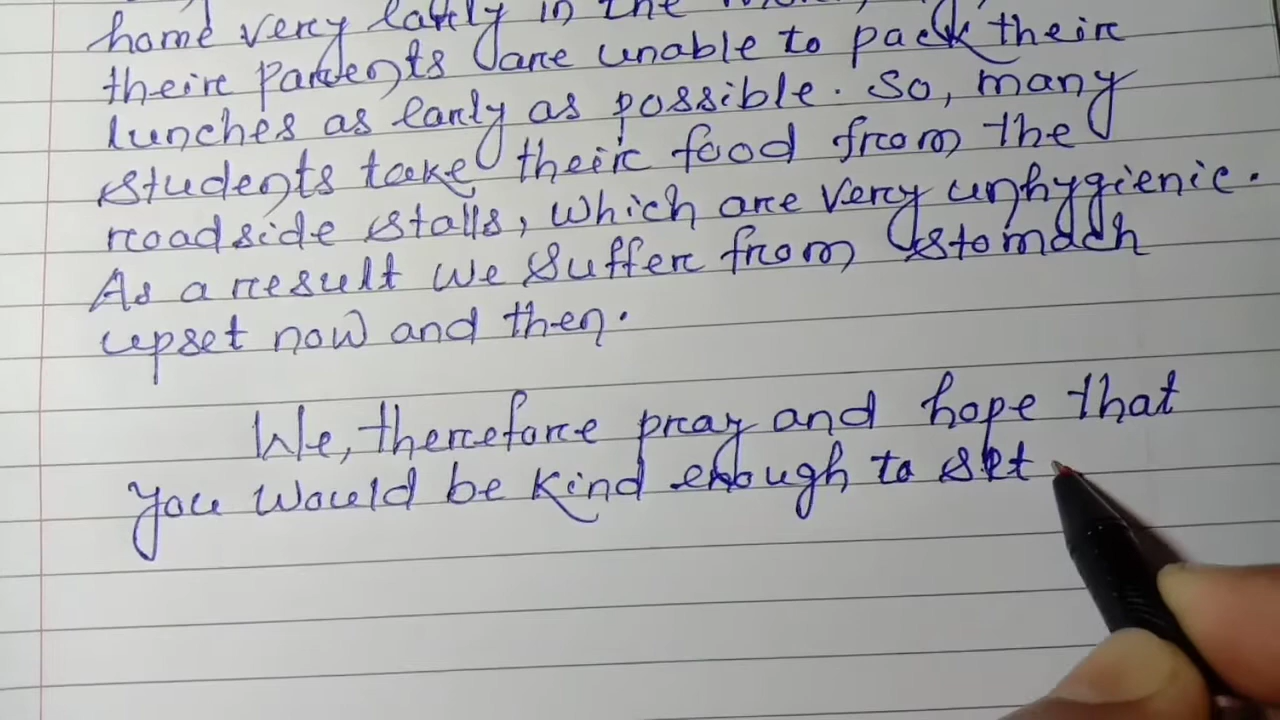 home very early in the
their parents are unable to pack their
lunches as early as possible. So, many
students take their food from the
roadside stalls, which are very unhygienic.
As a result we suffer from stomach
upset now and then.
We, therefore pray and hope that
you would be kind enough to set